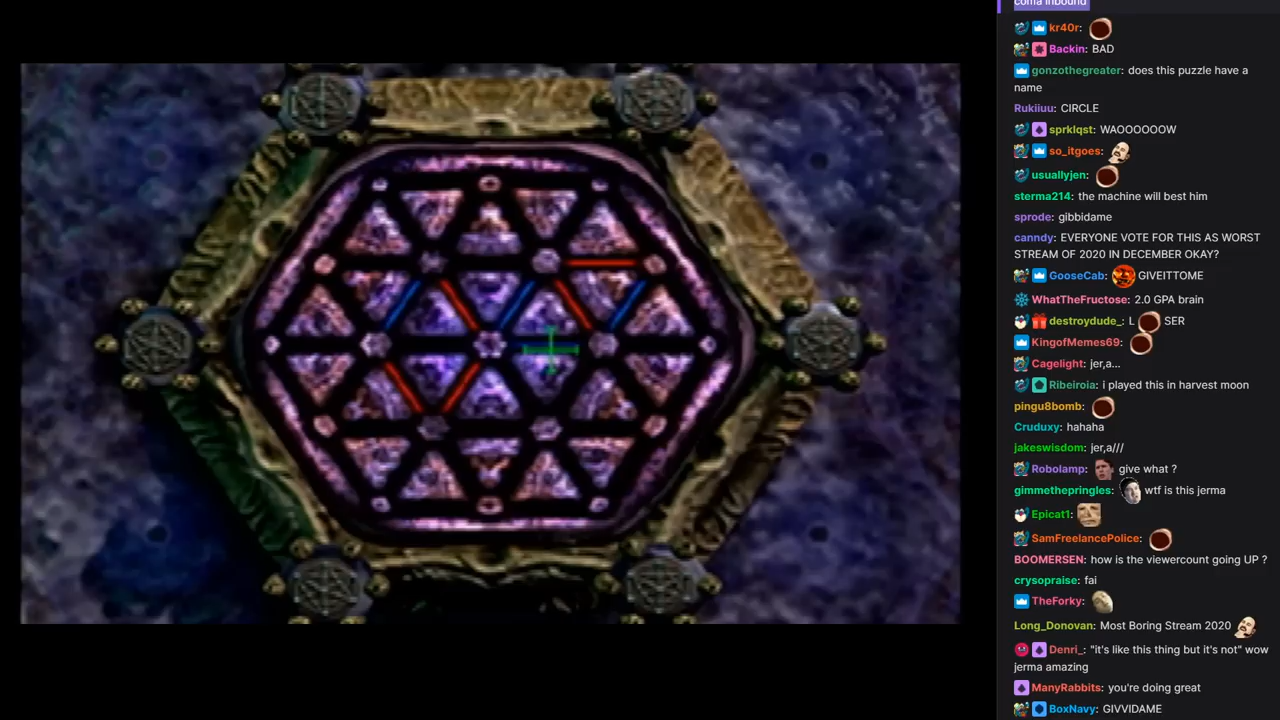 coma inbound
kr40r:
Backin: BAD
gonzothegreater: does this puzzle have a
name
Rukiiuu: CIRCLE
sprklqst: WAOOOOOOW
so_itgoes:
usuallyjen:
sterma214: the machine will best him
sprode: gibbidame
canndy: EVERYONE VOTE FOR THIS AS WORST
STREAM OF 2020 IN DECEMBER OKAY?
GooseCab: GIVEITTOME
WhatTheFructose: 2.0 GPA brain
destroydude_: L SER
KingofMemes69:
Cagelight: jer,a...
Ribeiroia: i played this in harvest moon
pingu8bomb:
Cruduxy: hahaha
jakeswisdom: jer,a///
Robolamp: give what ?
gimmethepringles: wtf is this jerma
Epicat1:
SamFreelancePolice:
BOOMERSEN: how is the viewercount going UP ?
crysopraise: fai
TheForky:
Long_Donovan: Most Boring Stream 2020
Denri_: "it's like this thing but it's not" wow
jerma amazing
ManyRabbits: you're doing great
BoxNavy: GIVVIDAME